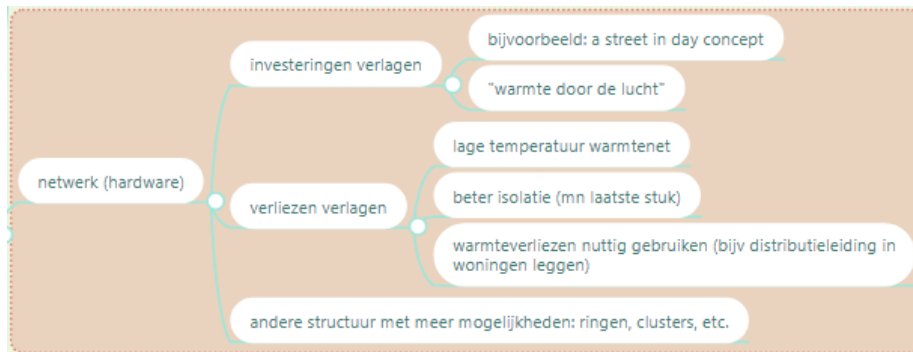 netwerk (hardware)
investeringen verlagen
bijvoorbeeld: a street in day concept
"warmte door de lucht"
verliezen verlagen
lage temperatuur warmtenet
beter isolatie (mn laatste stuk)
warmteverliezen nuttig gebruiken (bijv distributieleiding in
woningen leggen)
andere structuur met meer mogelijkheden: ringen, clusters, etc.